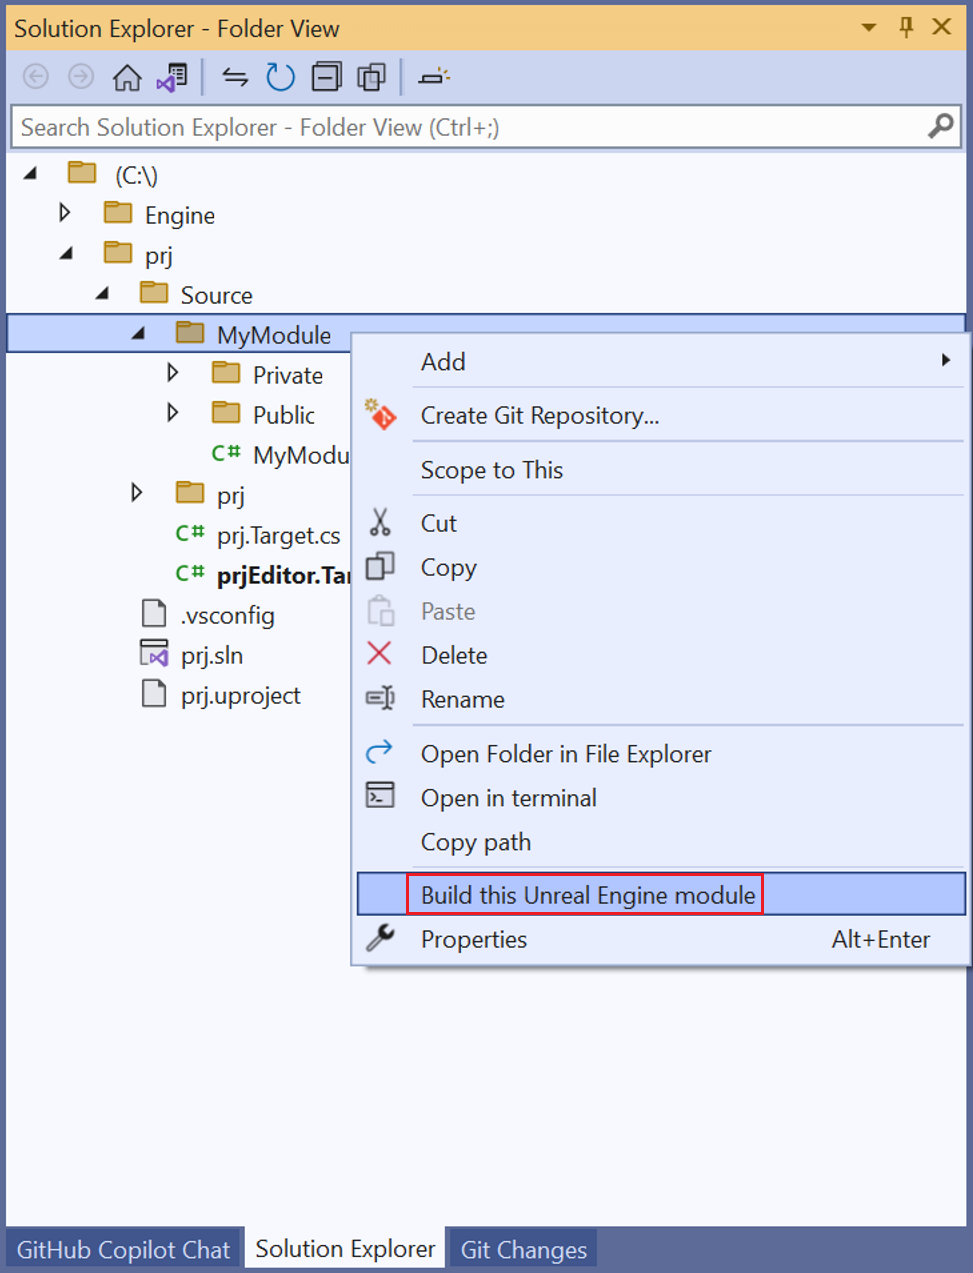 Solution Explorer - Folder View
Search Solution Explorer - Folder View (Ctrl+;)
(C:\)
Engine
prj
Source
MyModule
Private
Public
C# MyModu
prj
C# prj.Target.cs
C# prjEditor.Tar
.vsconfig
prj.sln
prj.uproject
Add
Create Git Repository...
Scope to This
Cut
Copy
Paste
Delete
Rename
Open Folder in File Explorer
Open in terminal
Copy path
Build this Unreal Engine module
Properties Alt+Enter
GitHub Copilot Chat Solution Explorer Git Changes